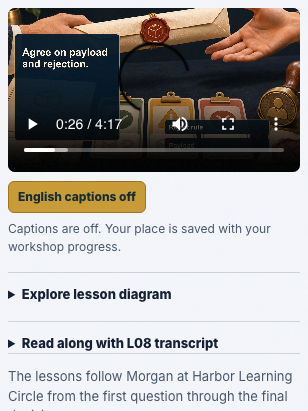 Agree on payload
and rejection.
0:26 / 4:17
English captions off
Captions are off. Your place is saved with your
workshop progress.
Explore lesson diagram
Read along with L08 transcript
The lessons follow Morgan at Harbor Learning
Circle from the first question through the final